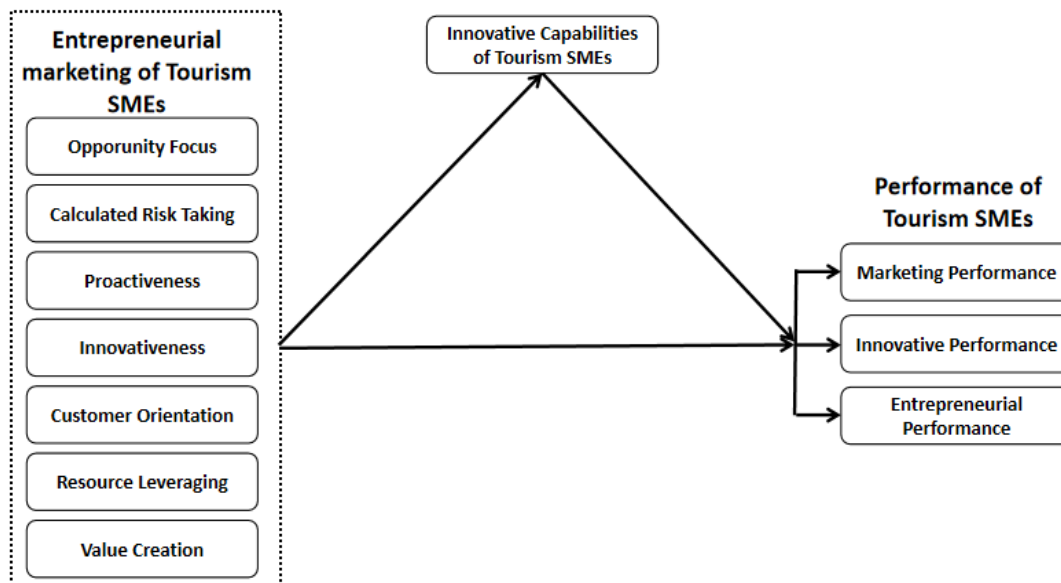 Entrepreneurial
marketing of Tourism
SMEs
Opporunity Focus
Calculated Risk Taking
Proactiveness
Innovativeness
Customer Orientation
Resource Leveraging
Value Creation
Innovative Capabilities
of Tourism SMEs
Performance of
Tourism SMEs
Marketing Performance
Innovative Performance
Entrepreneurial
Performance